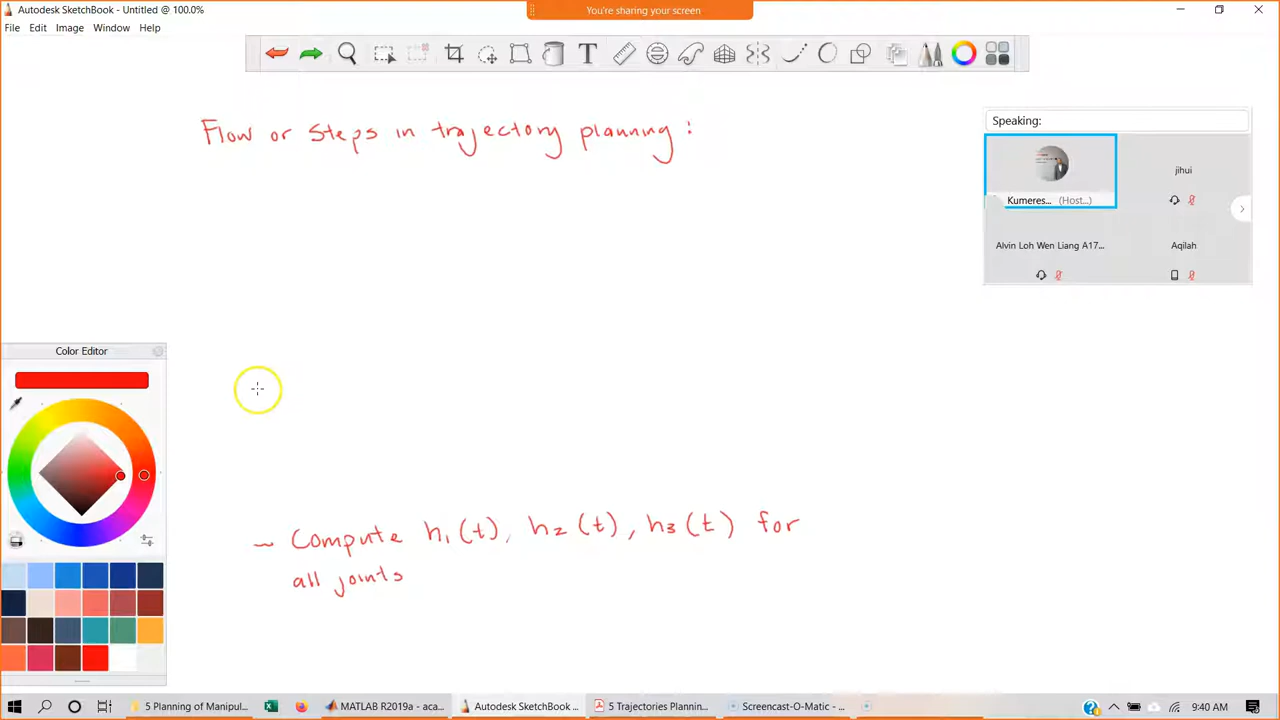 Autodesk SketchBook - Untitled @ 100.0%
You're sharing your screen
File Edit Image Window Help
T
Flow or Steps in trajectory planning :
Speaking:
Kumeres... (Host...)
jihui
Alvin Loh Wen Liang A17...
Aqilah
Color Editor
~ Compute h₁(t), h₂(t), h₃(t) for
all joints
5 Planning of Manipul...
MATLAB R2019a - aca...
Autodesk SketchBook ...
5 Trajectories Plannin...
Screencast-O-Matic - ...
9:40 AM